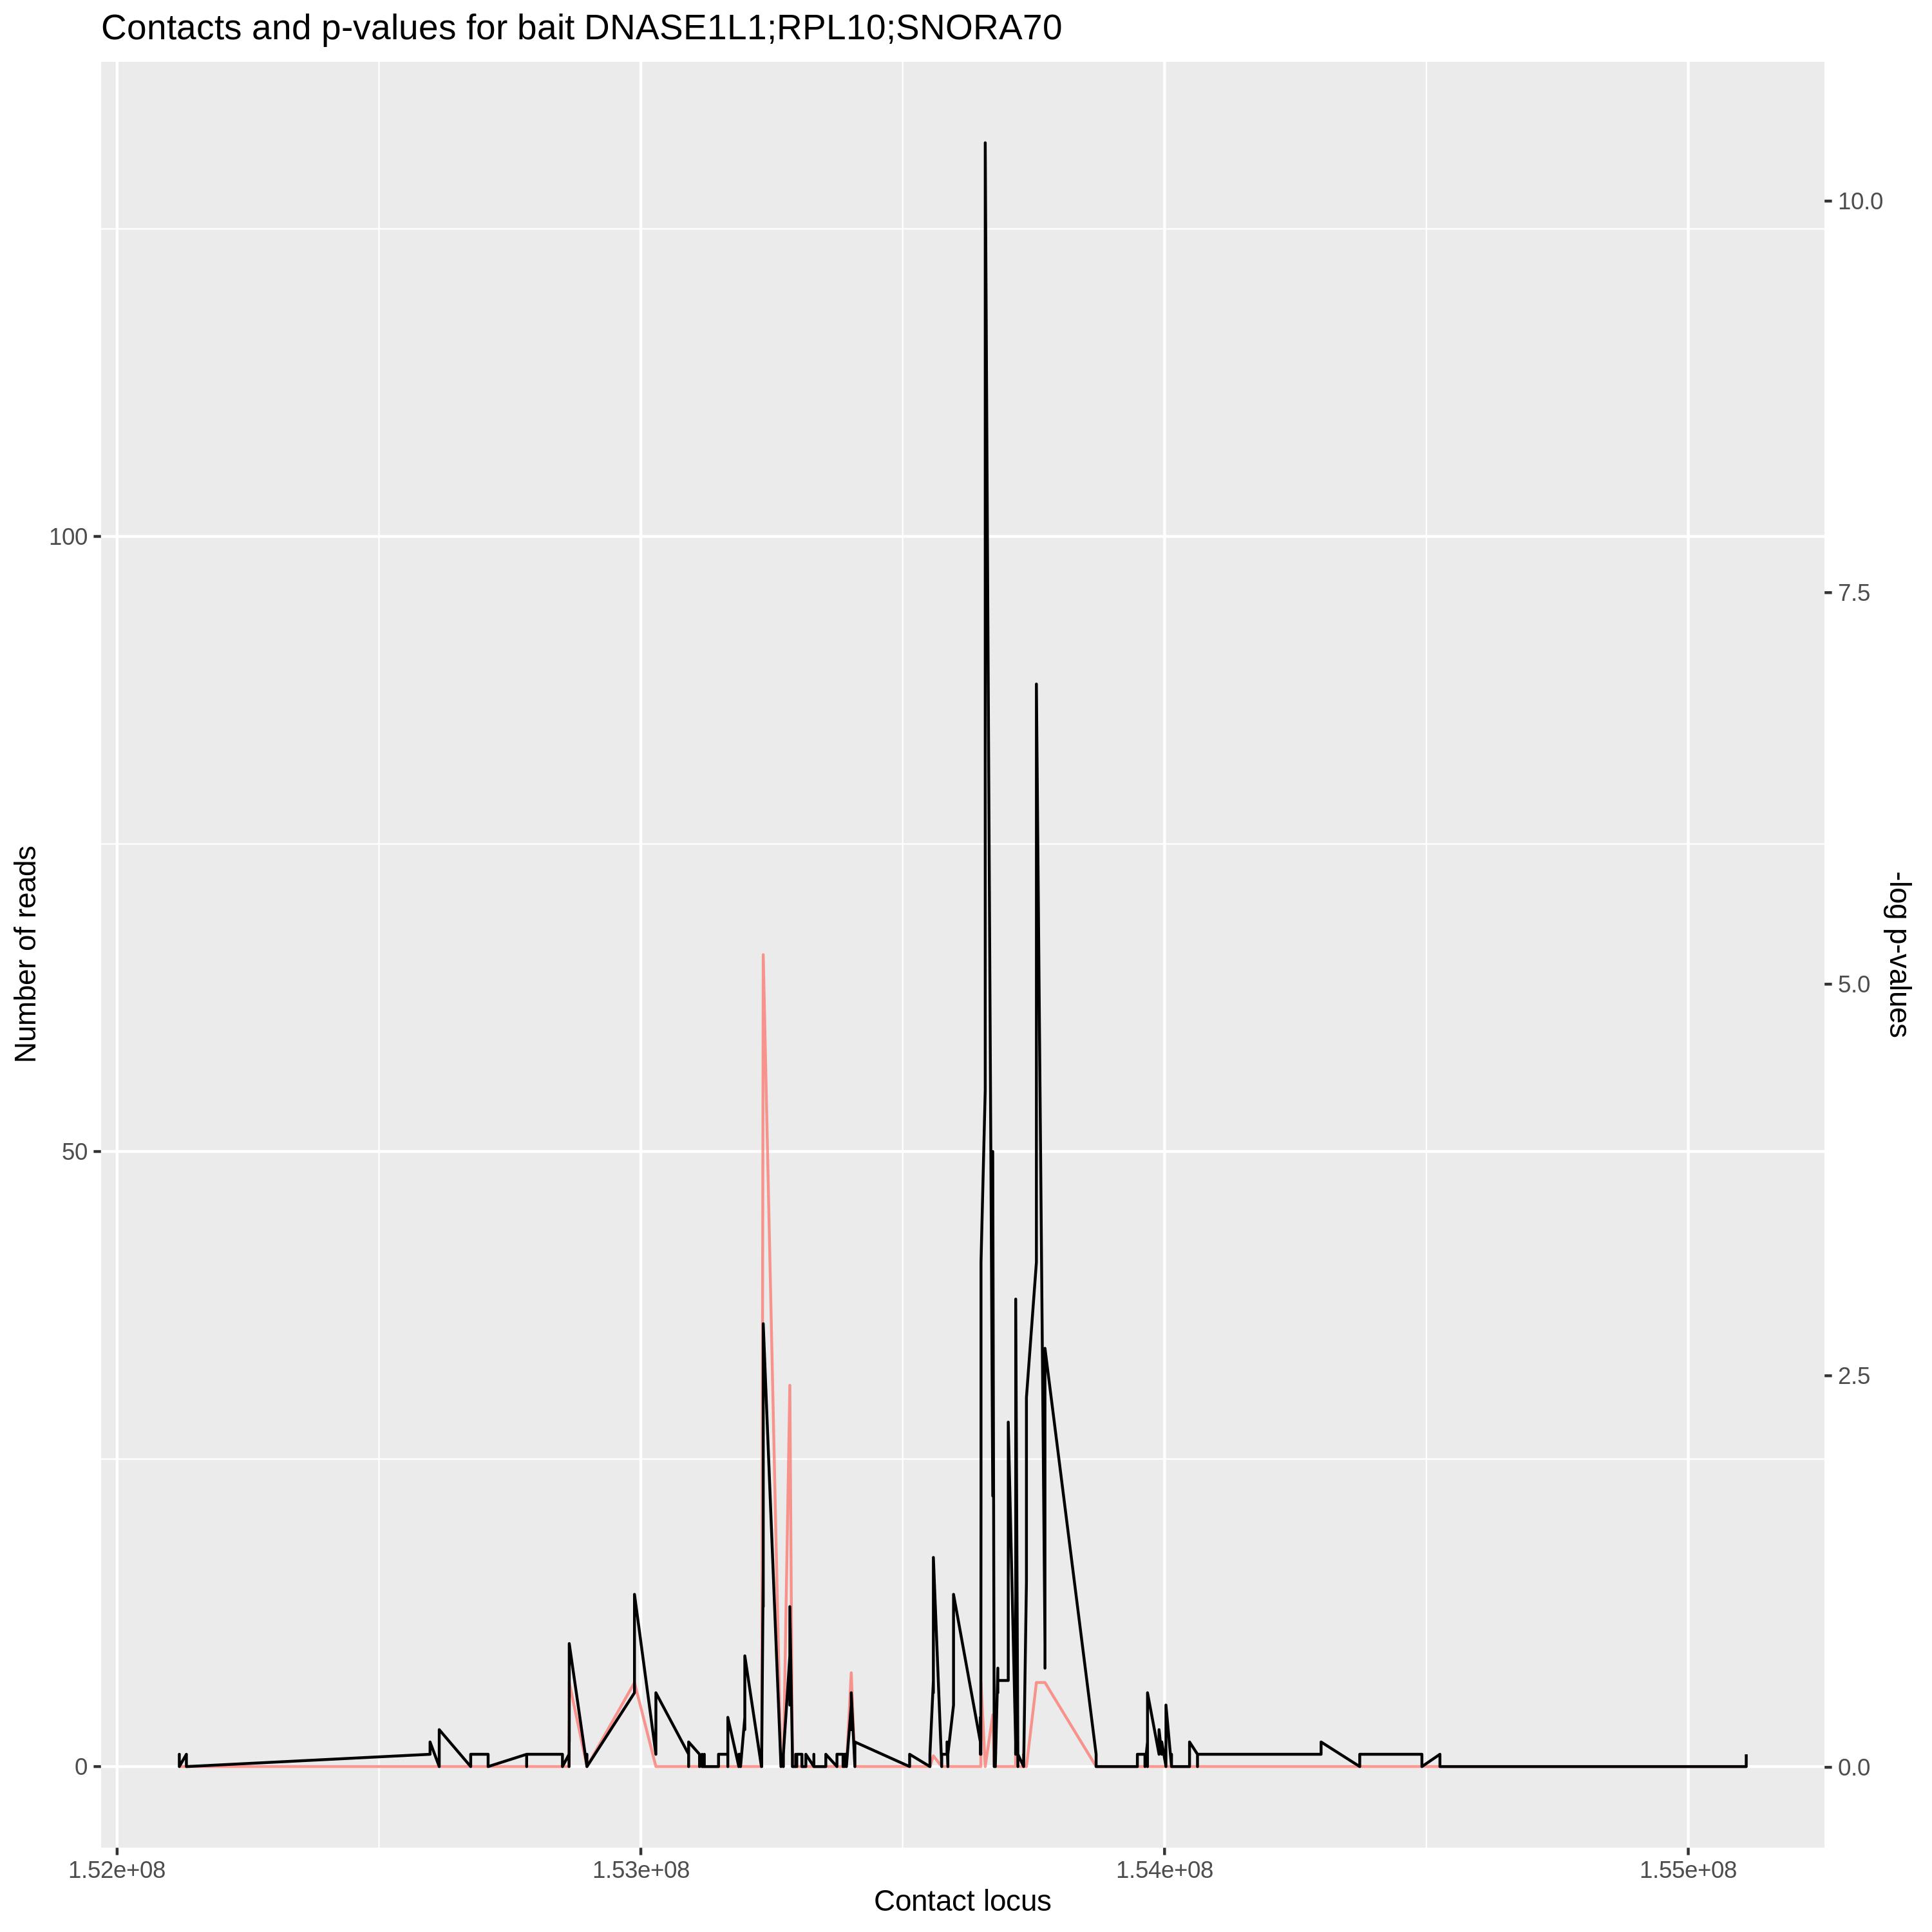 Contacts and p-values for bait DNASE1L1;RPL10;SNORA70
Number of reads
100
50
0
10.0
7.5
5.0
2.5
0.0
-log p-values
1.52e+08
1.53e+08
1.54e+08
1.55e+08
Contact locus